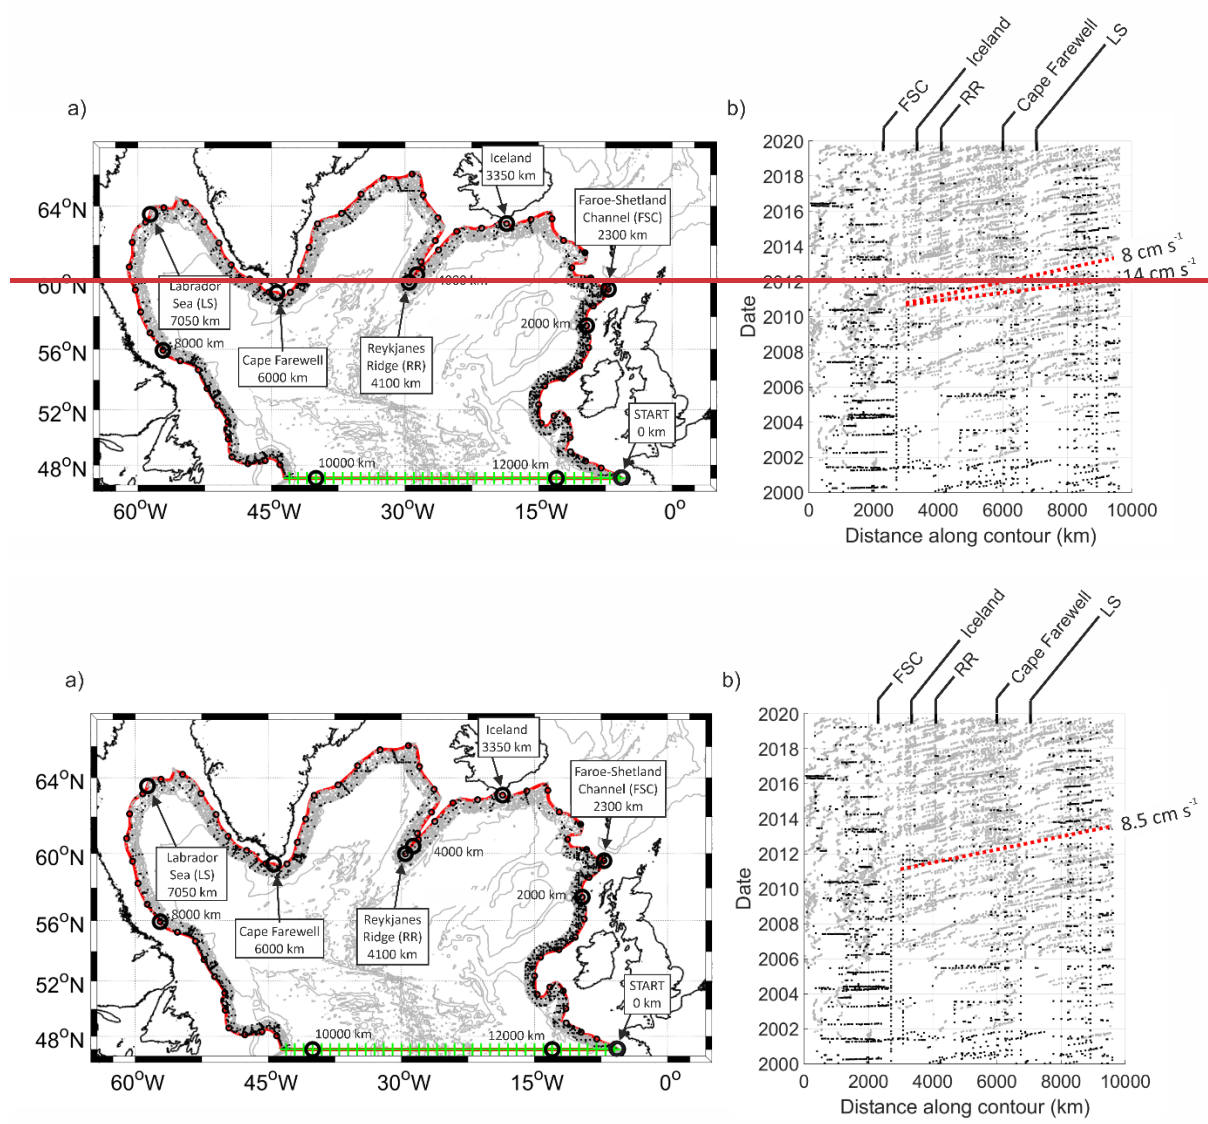 a)
Iceland
3350 km
Faroe-Shetland
Channel (FSC)
2300 km
64°N
60°N
56°N
52°N
48°N
Labrador
Sea (LS)
7050 km
4000 km
2000 km
8000 km
Cape Farewell
6000 km
Reykjanes
Ridge (RR)
4100 km
START
0 km
10000 km
12000 km
60°W
45°W
30°W
15°W
0°
b)
FSC
Iceland
RR
Cape Farewell
LS
2020
2018
2016
2014
2012
2010
2008
2006
2004
2002
2000
Date
8 cm s⁻¹
14 cm s⁻¹
0
2000
4000
6000
8000
10000
Distance along contour (km)
a)
Iceland
3350 km
Faroe-Shetland
Channel (FSC)
2300 km
64°N
60°N
56°N
52°N
48°N
Labrador
Sea (LS)
7050 km
4000 km
2000 km
8000 km
Cape Farewell
6000 km
Reykjanes
Ridge (RR)
4100 km
START
0 km
10000 km
12000 km
60°W
45°W
30°W
15°W
0°
b)
FSC
Iceland
RR
Cape Farewell
LS
2020
2018
2016
2014
2012
2010
2008
2006
2004
2002
2000
Date
8.5 cm s⁻¹
0
2000
4000
6000
8000
10000
Distance along contour (km)